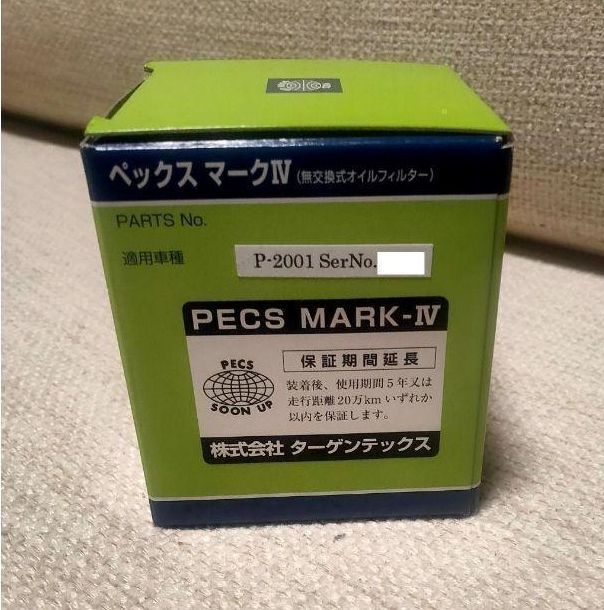 ペックス マークⅣ(無交換式オイルフィルター)
PARTS No.
適用車種
P-2001 SerNo.
PECS MARK-Ⅳ
PECS
SOON UP
保証期間延長
装着後、使用期間5年又は
走行距離20万kmいずれか
以内を保証します。
株式会社 ターゲンテックス